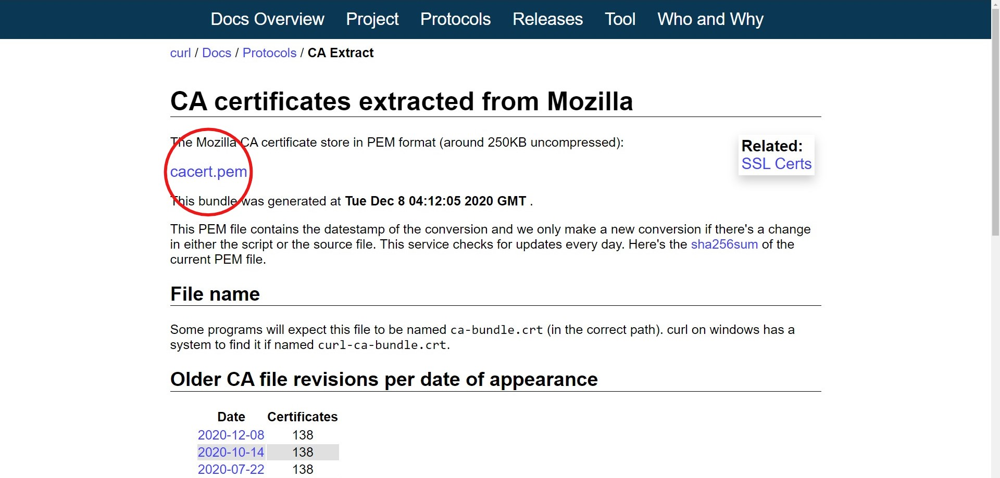 Docs Overview Project Protocols Releases Tool Who and Why
curl / Docs / Protocols / CA Extract
CA certificates extracted from Mozilla
The Mozilla CA certificate store in PEM format (around 250KB uncompressed):
Related:
SSL Certs
cacert.pem
This bundle was generated at Tue Dec 8 04:12:05 2020 GMT .
This PEM file contains the datestamp of the conversion and we only make a new conversion if there's a change
in either the script or the source file. This service checks for updates every day. Here's the sha256sum of the
current PEM file.
File name
Some programs will expect this file to be named ca-bundle.crt (in the correct path). curl on windows has a
system to find it if named curl-ca-bundle.crt.
Older CA file revisions per date of appearance
Date Certificates
2020-12-08 138
2020-10-14 138
2020-07-22 138